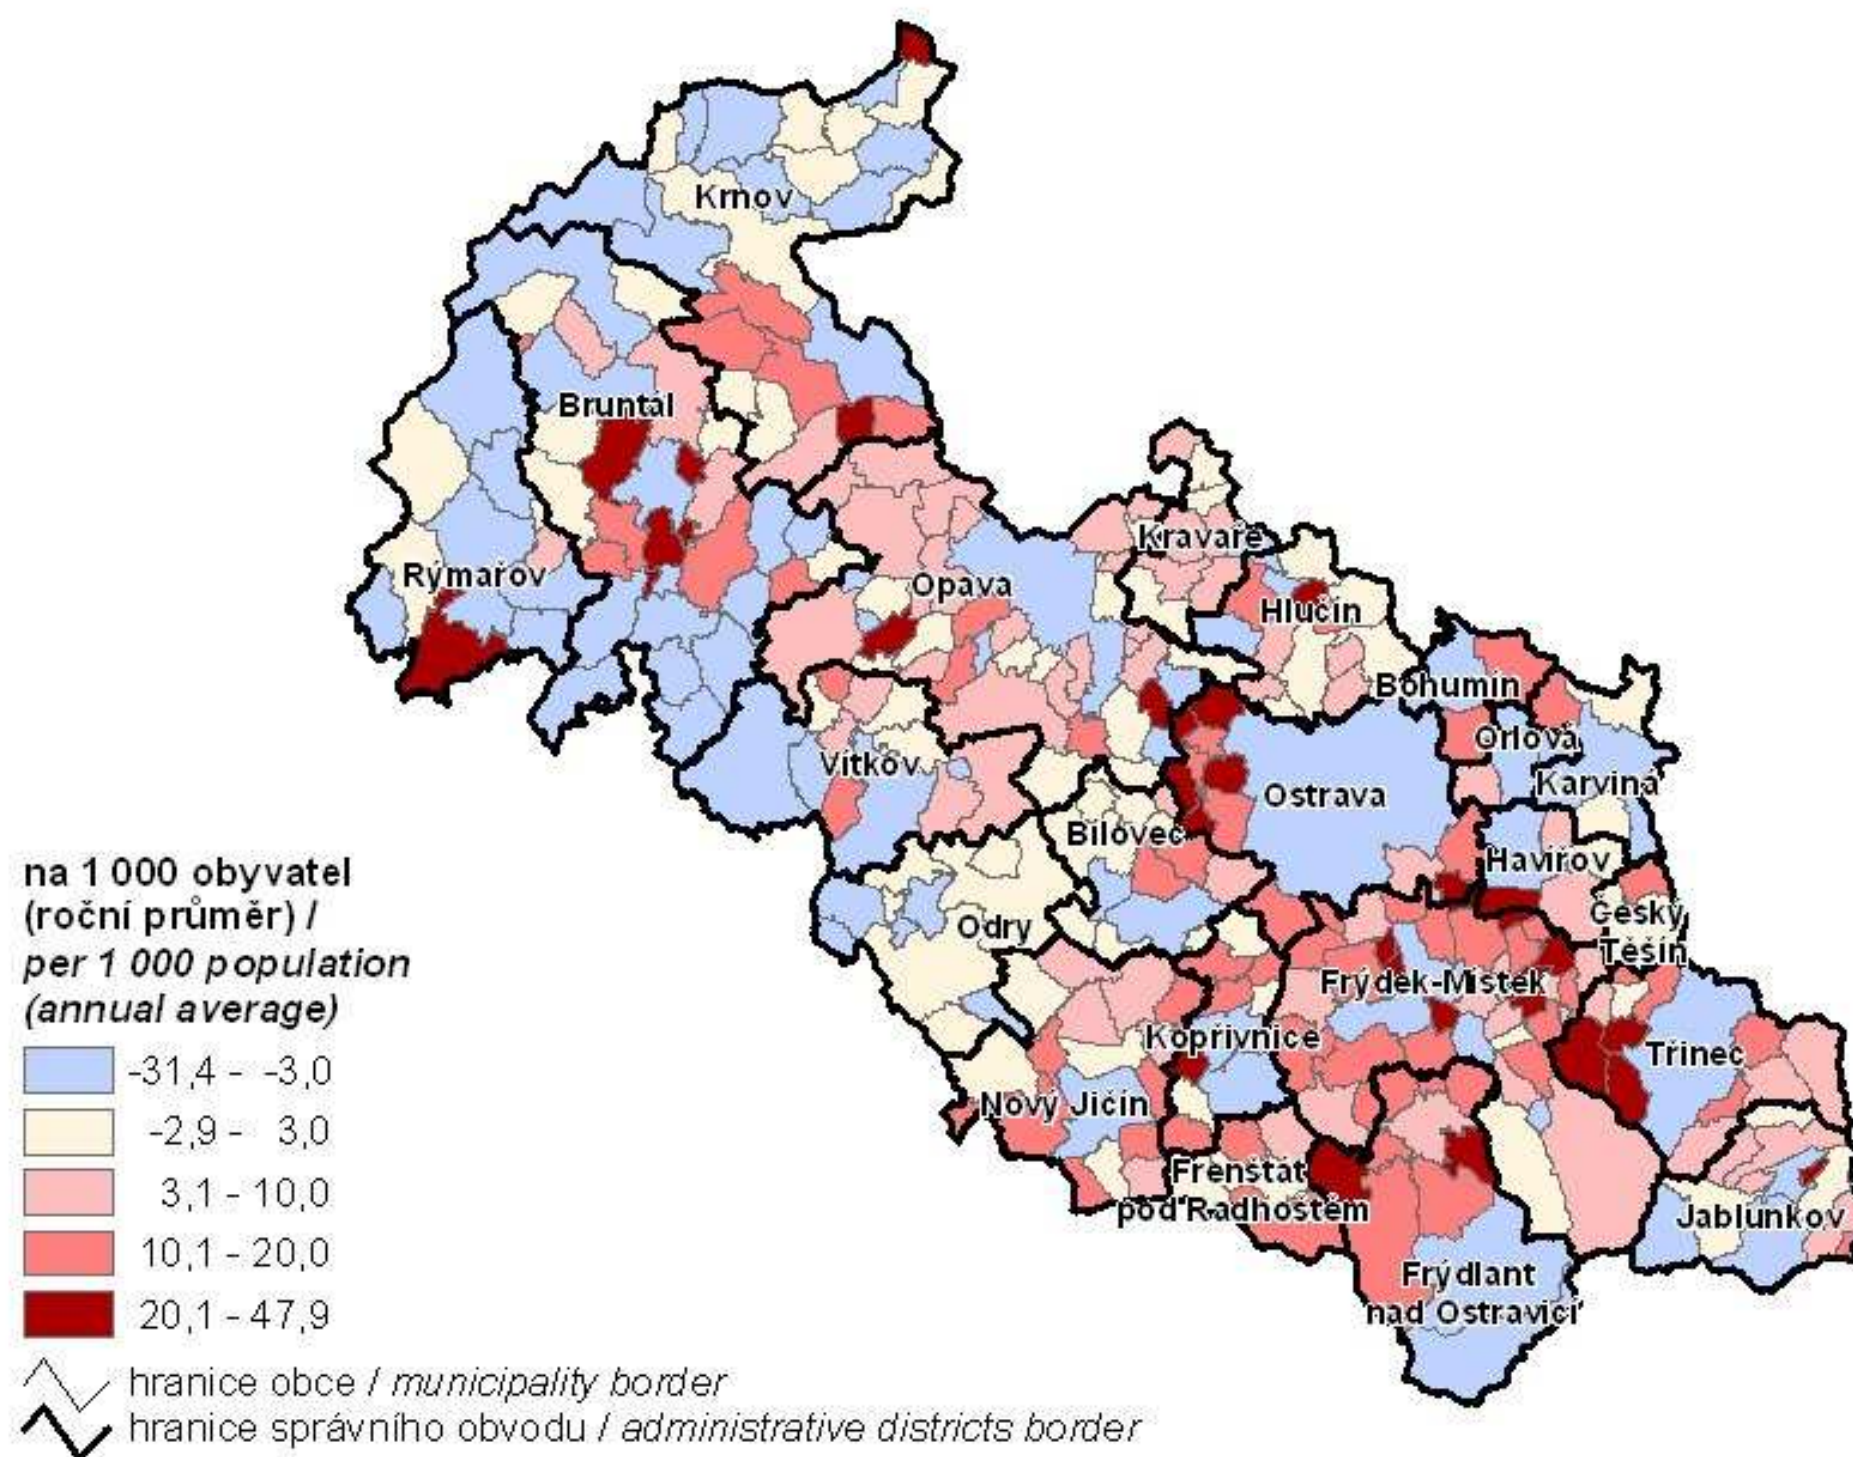 Krnov
Bruntál
Rýmařov
Opava
Kravaře
Hlučín
Bohumín
Orlová
Karviná
Vítkov
Ostrava
Bílovec
Havířov
Odry
Český
Těšín
Frýdek-Místek
Kopřivnice
Třinec
Nový Jičín
Frenštát
pod Radhoštěm
Jablunkov
Frýdlant
nad Ostravicí
na 1 000 obyvatel
(roční průměr) /
per 1 000 population
(annual average)
-31,4 - -3,0
-2,9 - 3,0
3,1 - 10,0
10,1 - 20,0
20,1 - 47,9
hranice obce / municipality border
hranice správního obvodu / administrative districts border